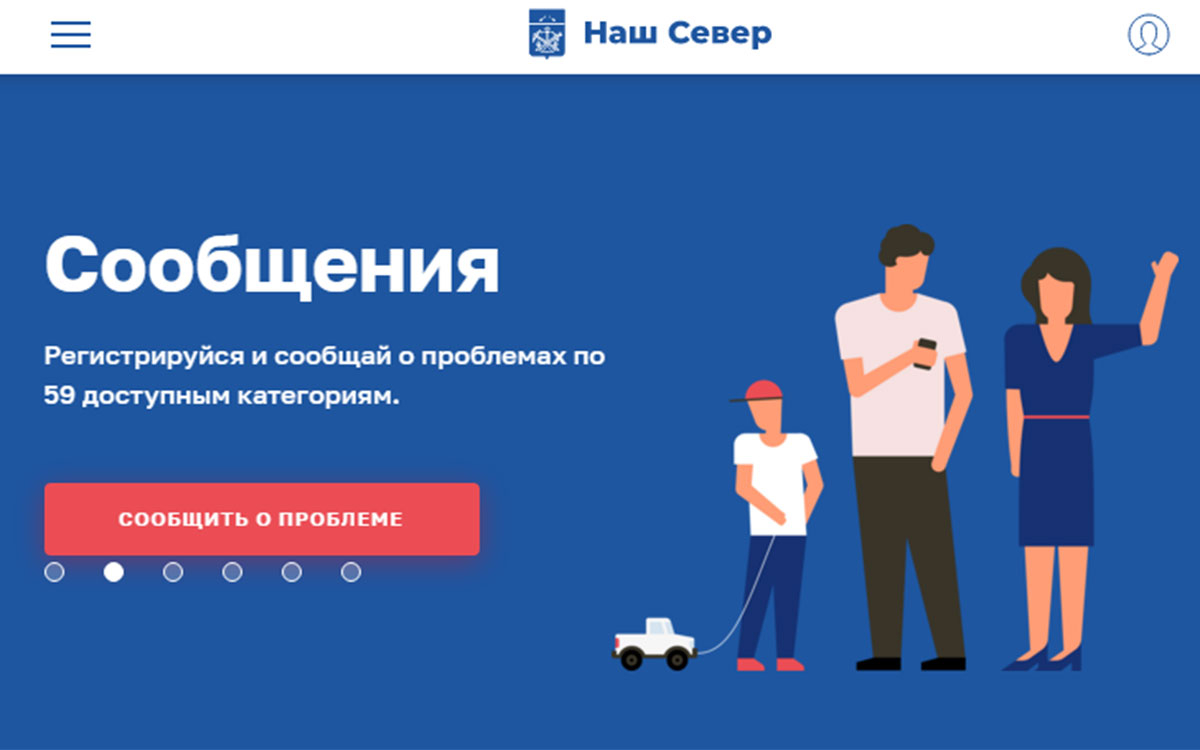 Наш Север
Сообщения
Регистрируйся и сообщай о проблемах по
59 доступным категориям.
СООБЩИТЬ О ПРОБЛЕМЕ